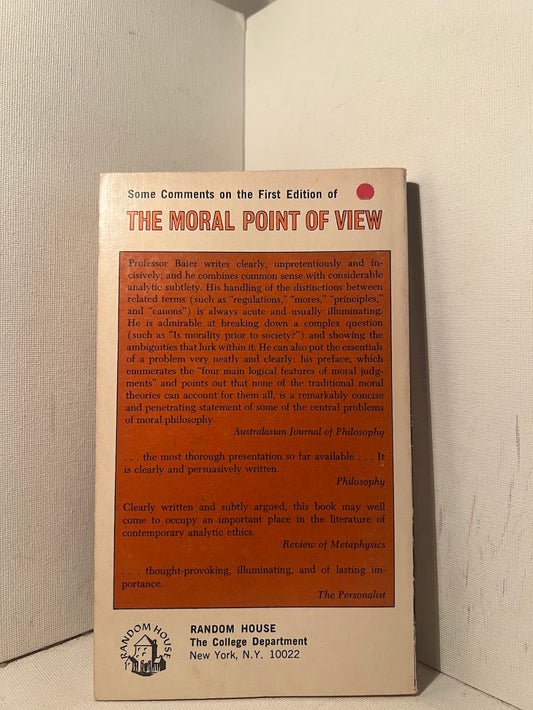 Some Comments on the First Edition of
THE MORAL POINT OF VIEW
Professor Baier writes clearly, unpretentiously and in-
cisively; and he combines common sense with considerable
analytic subtlety. His handling of the distinctions between
related terms (such as “regulations,” “mores,” “principles,”
and “canons”) is always acute and usually illuminating.
He is admirable at breaking down a complex question
(such as “Is morality prior to society?”) and showing the
ambiguities that lurk within it. He can also put the essentials
of a problem very neatly and clearly: his preface, which
enumerates the “four main logical features of moral judg-
ments” and points out that none of the traditional moral
theories can account for them all, is a remarkably concise
and penetrating statement of some of the central problems
of moral philosophy.
Australasian Journal of Philosophy
. . . the most thorough presentation so far available . . . It
is clearly and persuasively written.
Philosophy
Clearly written and subtly argued, this book may well
come to occupy an important place in the literature of
contemporary analytic ethics.
Review of Metaphysics
. . . thought-provoking, illuminating, and of lasting im-
portance.
The Personalist
RANDOM HOUSE
RANDOM HOUSE
The College Department
New York, N.Y. 10022